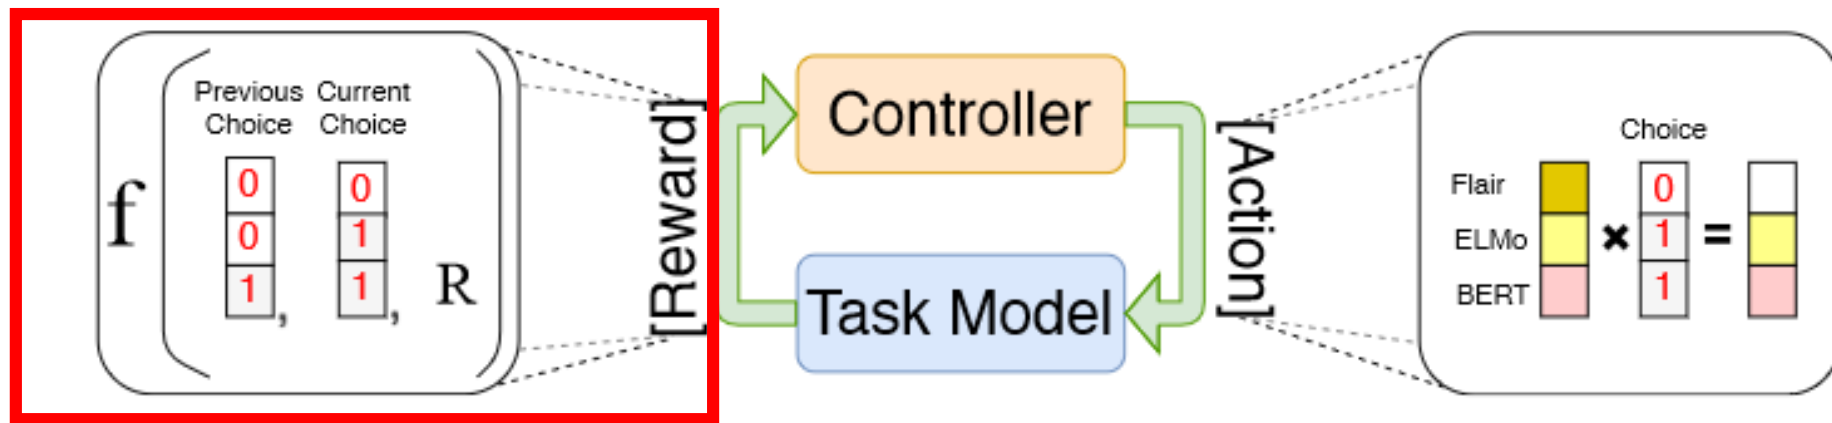 Previous Current
Choice Choice
f
0 0
0 1
1 , 1 , R
[Reward]
Controller
Task Model
[Action]
Choice
Flair 0
ELMo × 1 =
BERT 1